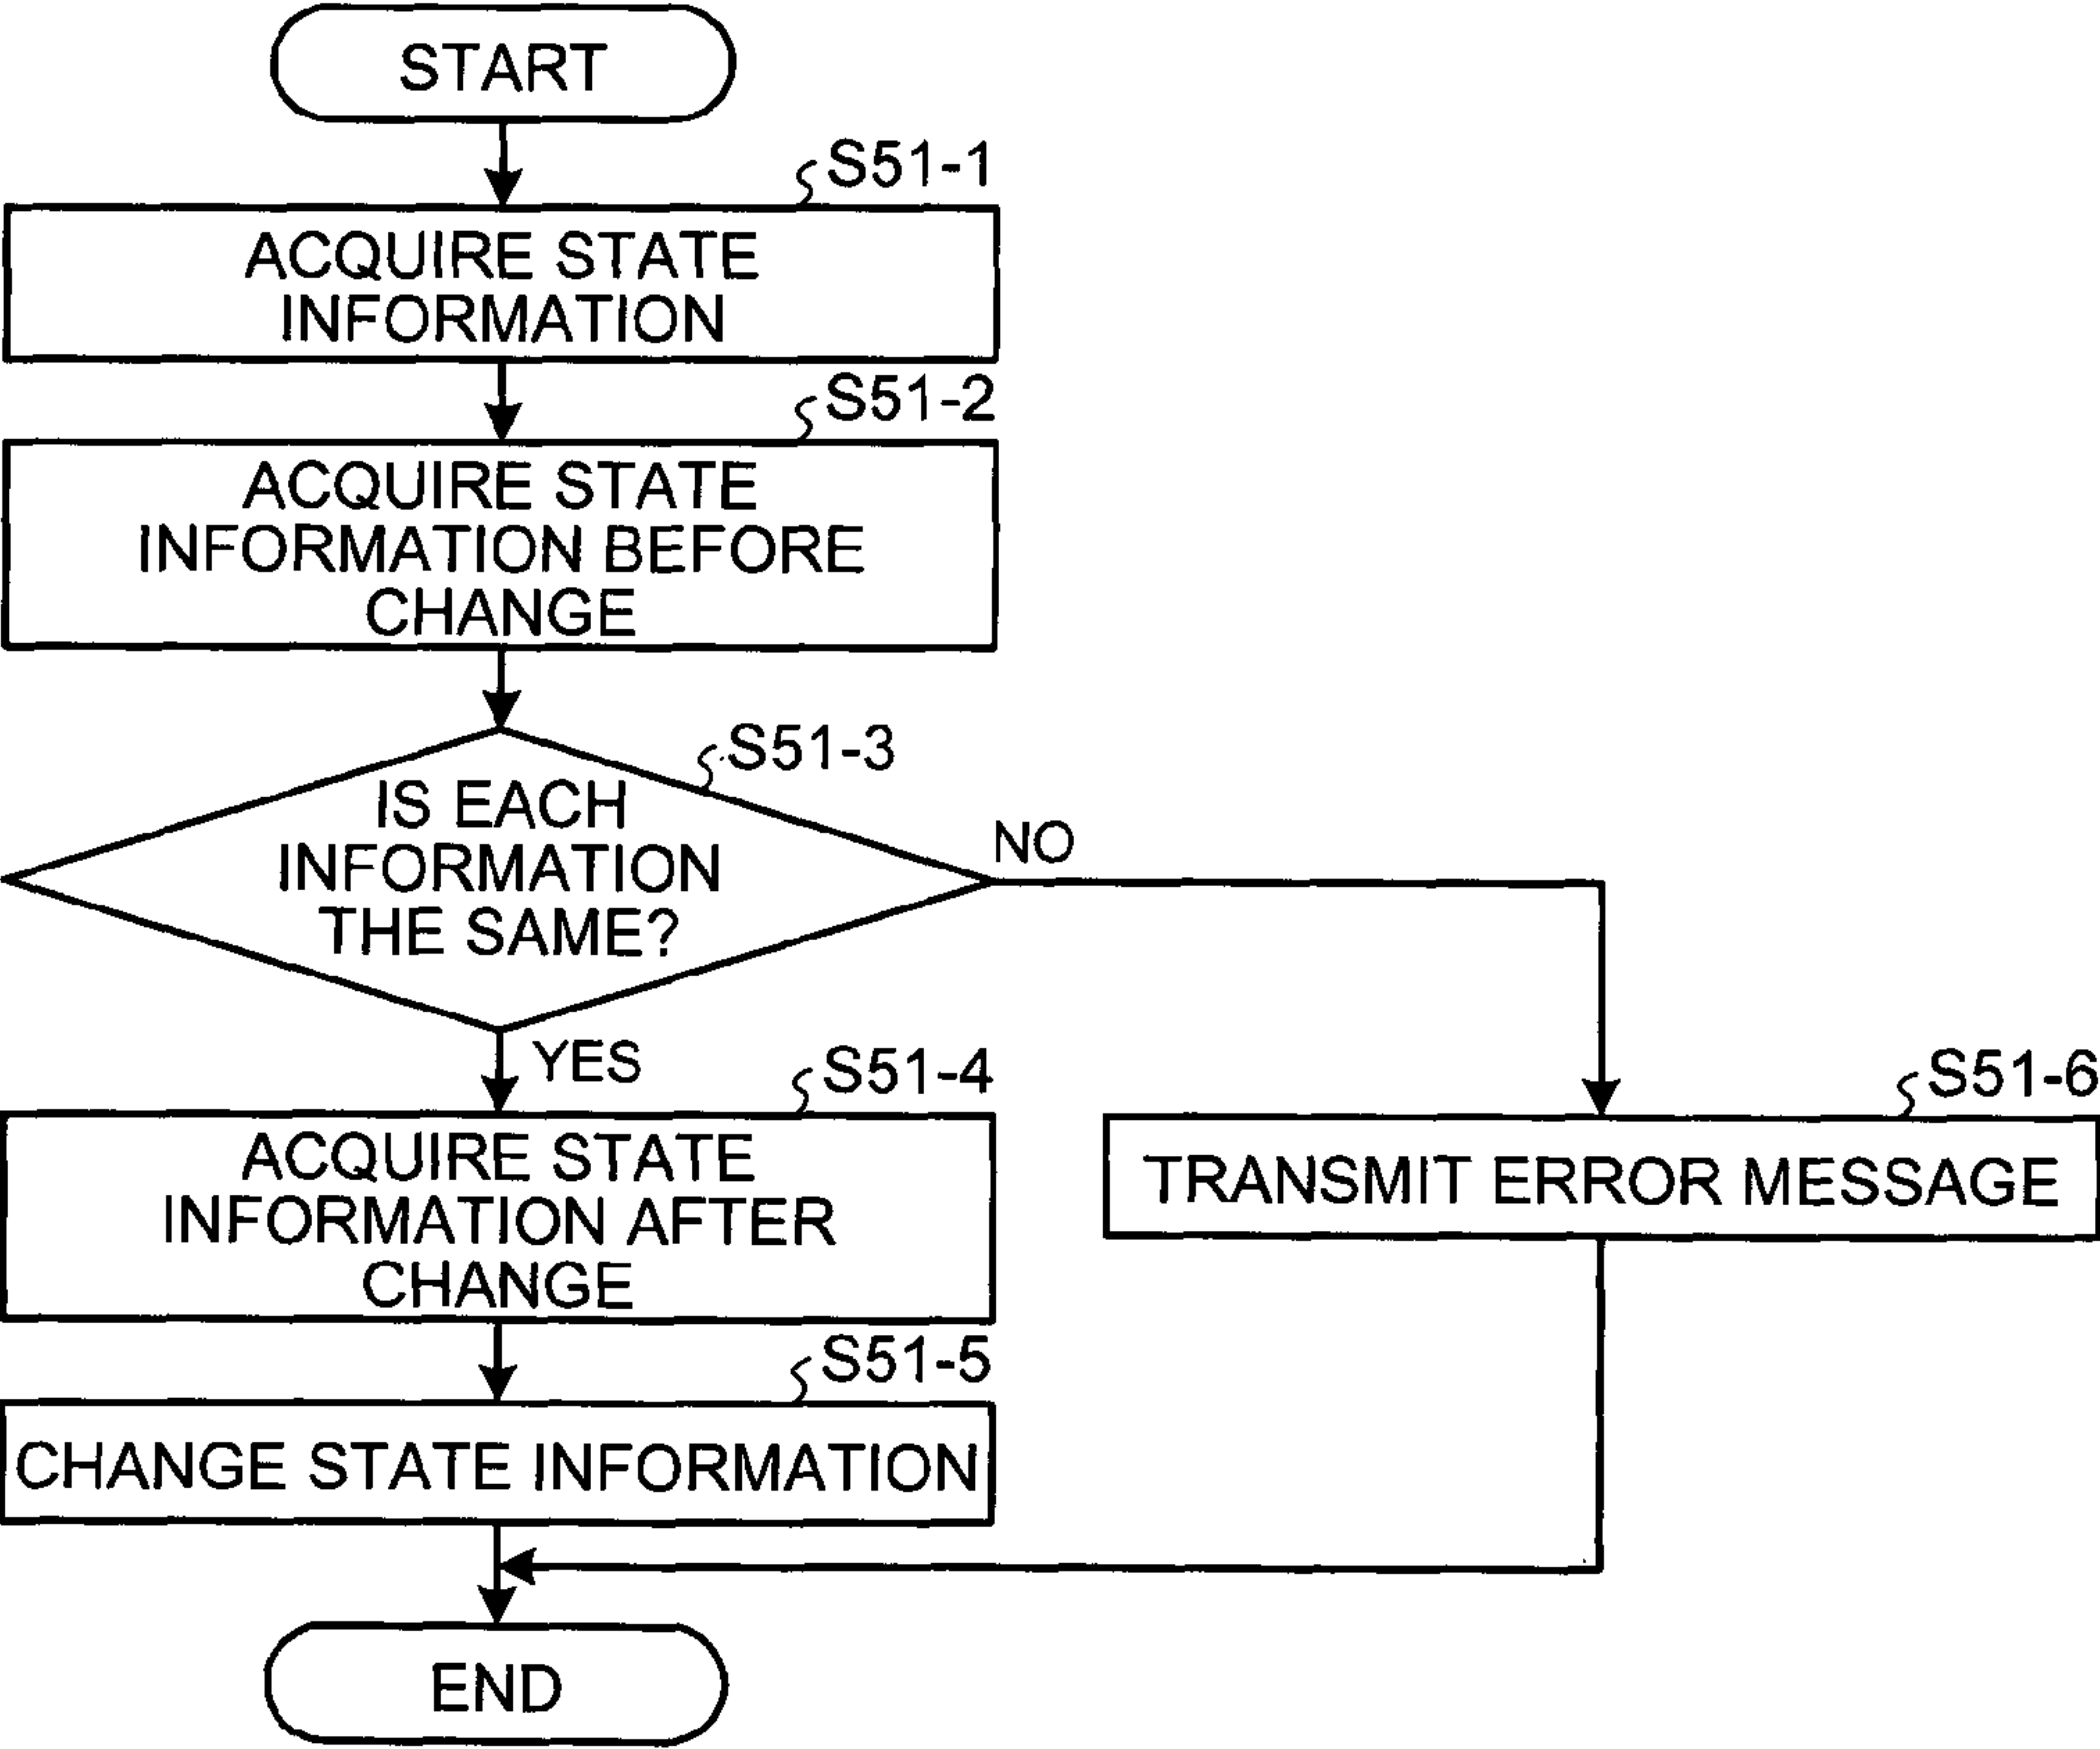 START
S51-1
ACQUIRE STATE
INFORMATION
S51-2
ACQUIRE STATE
INFORMATION BEFORE
CHANGE
S51-3
IS EACH
INFORMATION
THE SAME?
NO
YES
S51-4
ACQUIRE STATE
INFORMATION AFTER
CHANGE
S51-6
TRANSMIT ERROR MESSAGE
S51-5
CHANGE STATE INFORMATION
END